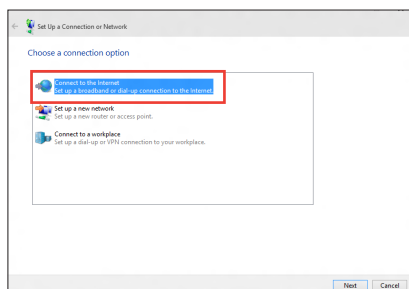 Set Up a Connection or Network
Choose a connection option
Connect to the Internet
Set up a broadband or dial-up connection to the Internet.
Set up a new network
Set up a new router or access point.
Connect to a workplace
Set up a dial-up or VPN connection to your workplace.
Next Cancel